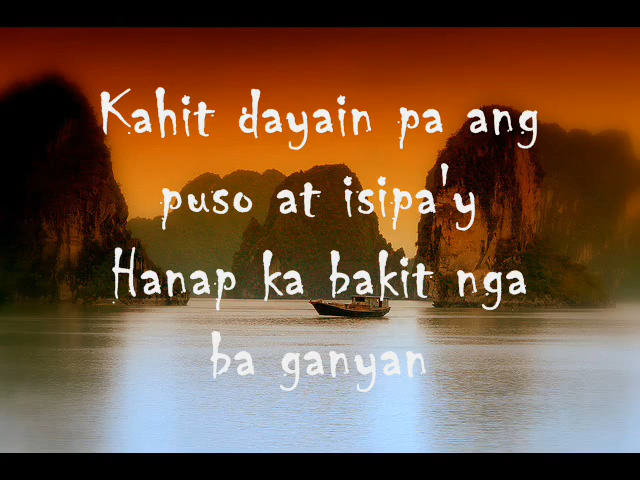 Kahit dayain pa ang
puso at isipa'y
Hanap ka bakit nga
ba ganyan